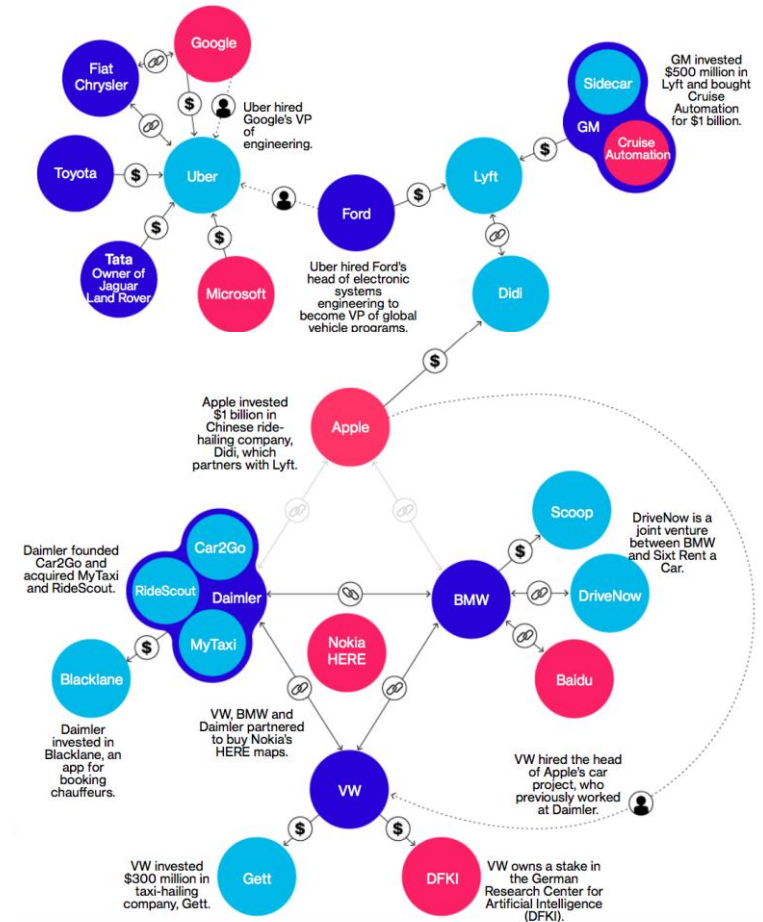 Google
Fiat
Chrysler
$
Uber hired
Google's VP
of
engineering.
Sidecar
GM
Cruise
Automation
GM invested
$500 million in
Lyft and bought
Cruise
Automation
for $1 billion.
$
Toyota
$
Uber
Lyft
Ford
$
Tata
Owner of
Jaguar
Land Rover
$
$
Microsoft
Uber hired Ford's
head of electronic
systems
engineering to
become VP of global
vehicle programs.
Didi
$
Apple invested
$1 billion in
Chinese ride-
hailing company,
Didi, which
partners with Lyft.
Apple
Scoop
$
DriveNow is a
joint venture
between BMW
and Sixt Rent a
Car.
Daimler founded
Car2Go and
acquired MyTaxi
and RideScout.
Car2Go
RideScout
Daimler
MyTaxi
BMW
DriveNow
$
Blacklane
Nokia
HERE
Baidu
Daimler
invested in
Blacklane, an
app for
booking
chauffeurs.
VW, BMW and
Daimler partnered
to buy Nokia's
HERE maps.
VW hired the head
of Apple's car
project, who
previously worked
at Daimler.
VW
$
$
VW invested
$300 million in
taxi-hailing
company, Gett.
Gett
DFKI
VW owns a stake in
the German
Research Center for
Artificial Intelligence
(DFKI).